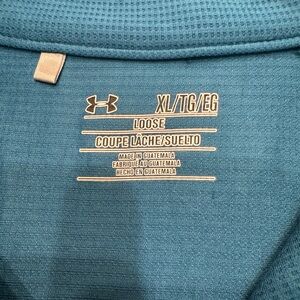 XL/TG/EG
LOOSE
COUPE LACHE/SUELTO
MADE IN GUATEMALA
FABRIQUÉ AU GUATEMALA
HECHO EN GUATEMALA